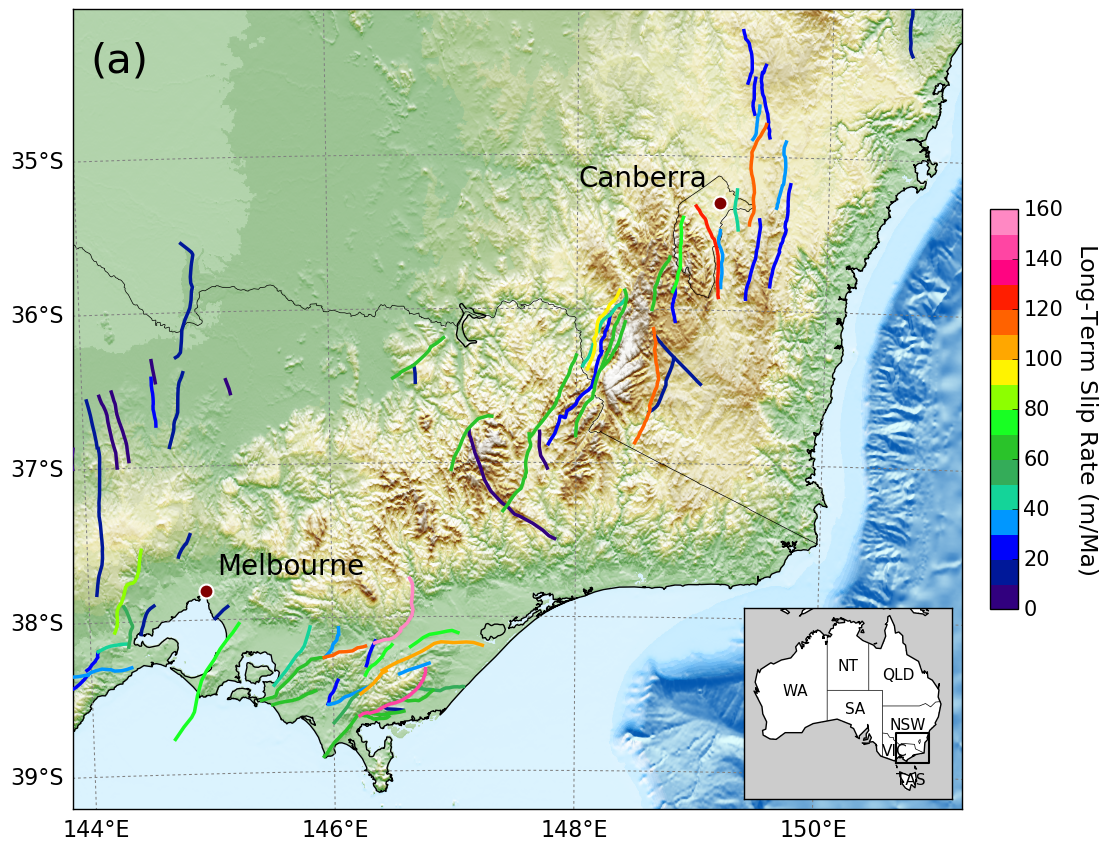 (a)
Canberra
Melbourne
35°S
36°S
37°S
38°S
39°S
144°E
146°E
148°E
150°E
160
140
120
100
80
60
40
20
0
Long-Term Slip Rate (m/Ma)
NT
QLD
WA
SA
NSW
VIC
TAS